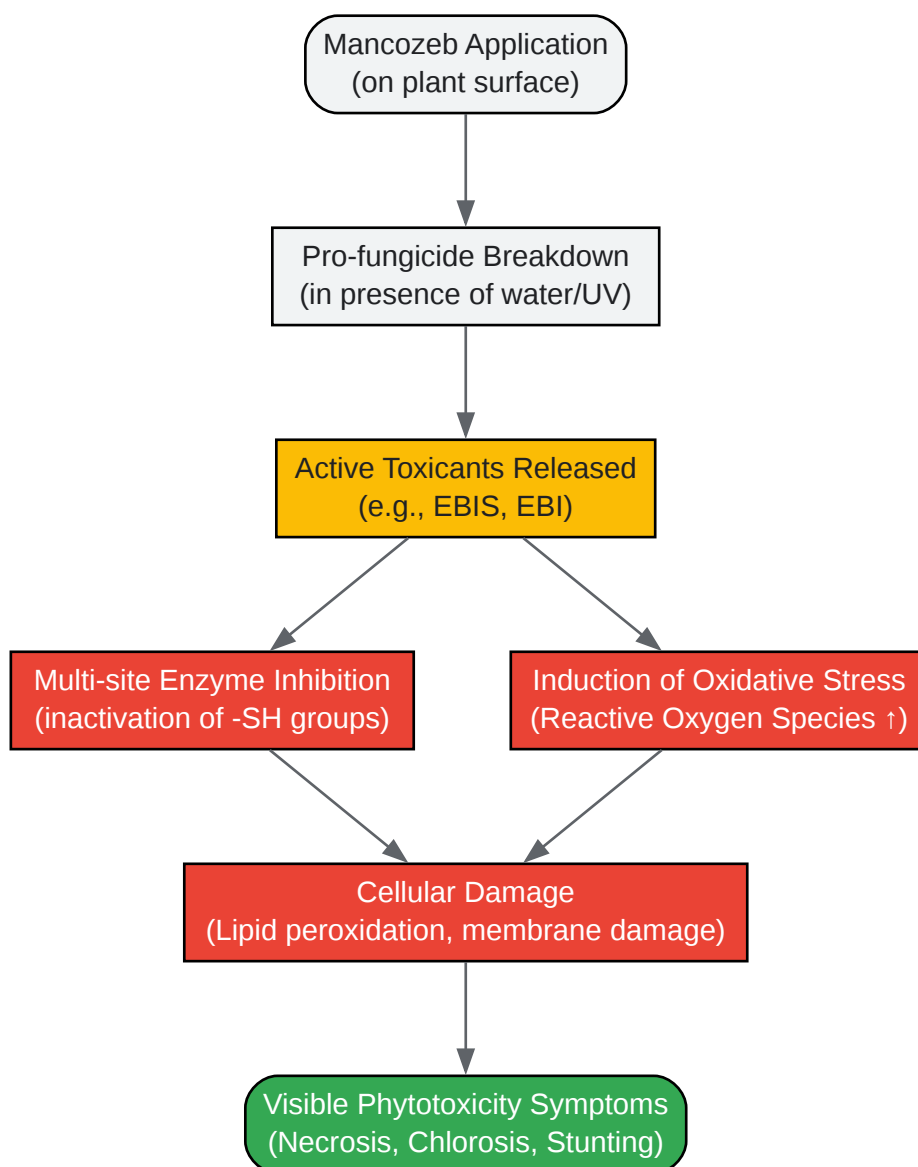 Mancozeb Application
(on plant surface)
Pro-fungicide Breakdown
(in presence of water/UV)
Active Toxicants Released
(e.g., EBIS, EBI)
Multi-site Enzyme Inhibition
(inactivation of -SH groups)
Induction of Oxidative Stress
(Reactive Oxygen Species ↑)
Cellular Damage
(Lipid peroxidation, membrane damage)
Visible Phytotoxicity Symptoms
(Necrosis, Chlorosis, Stunting)